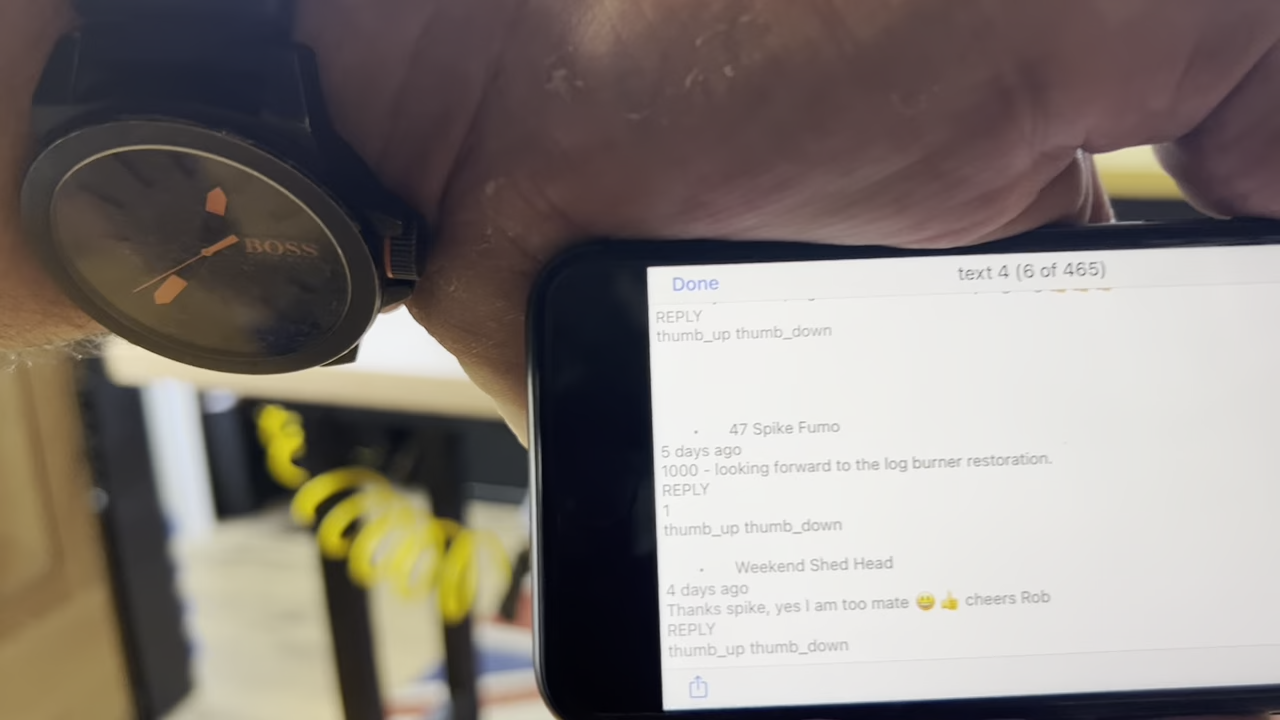 BOSS
Done
text 4 (6 of 465)
REPLY
thumb_up thumb_down
• 47 Spike Fumo
5 days ago
1000 - looking forward to the log burner restoration.
REPLY
1
thumb_up thumb_down
• Weekend Shed Head
4 days ago
Thanks spike, yes I am too mate 😃👍 cheers Rob
REPLY
thumb_up thumb_down